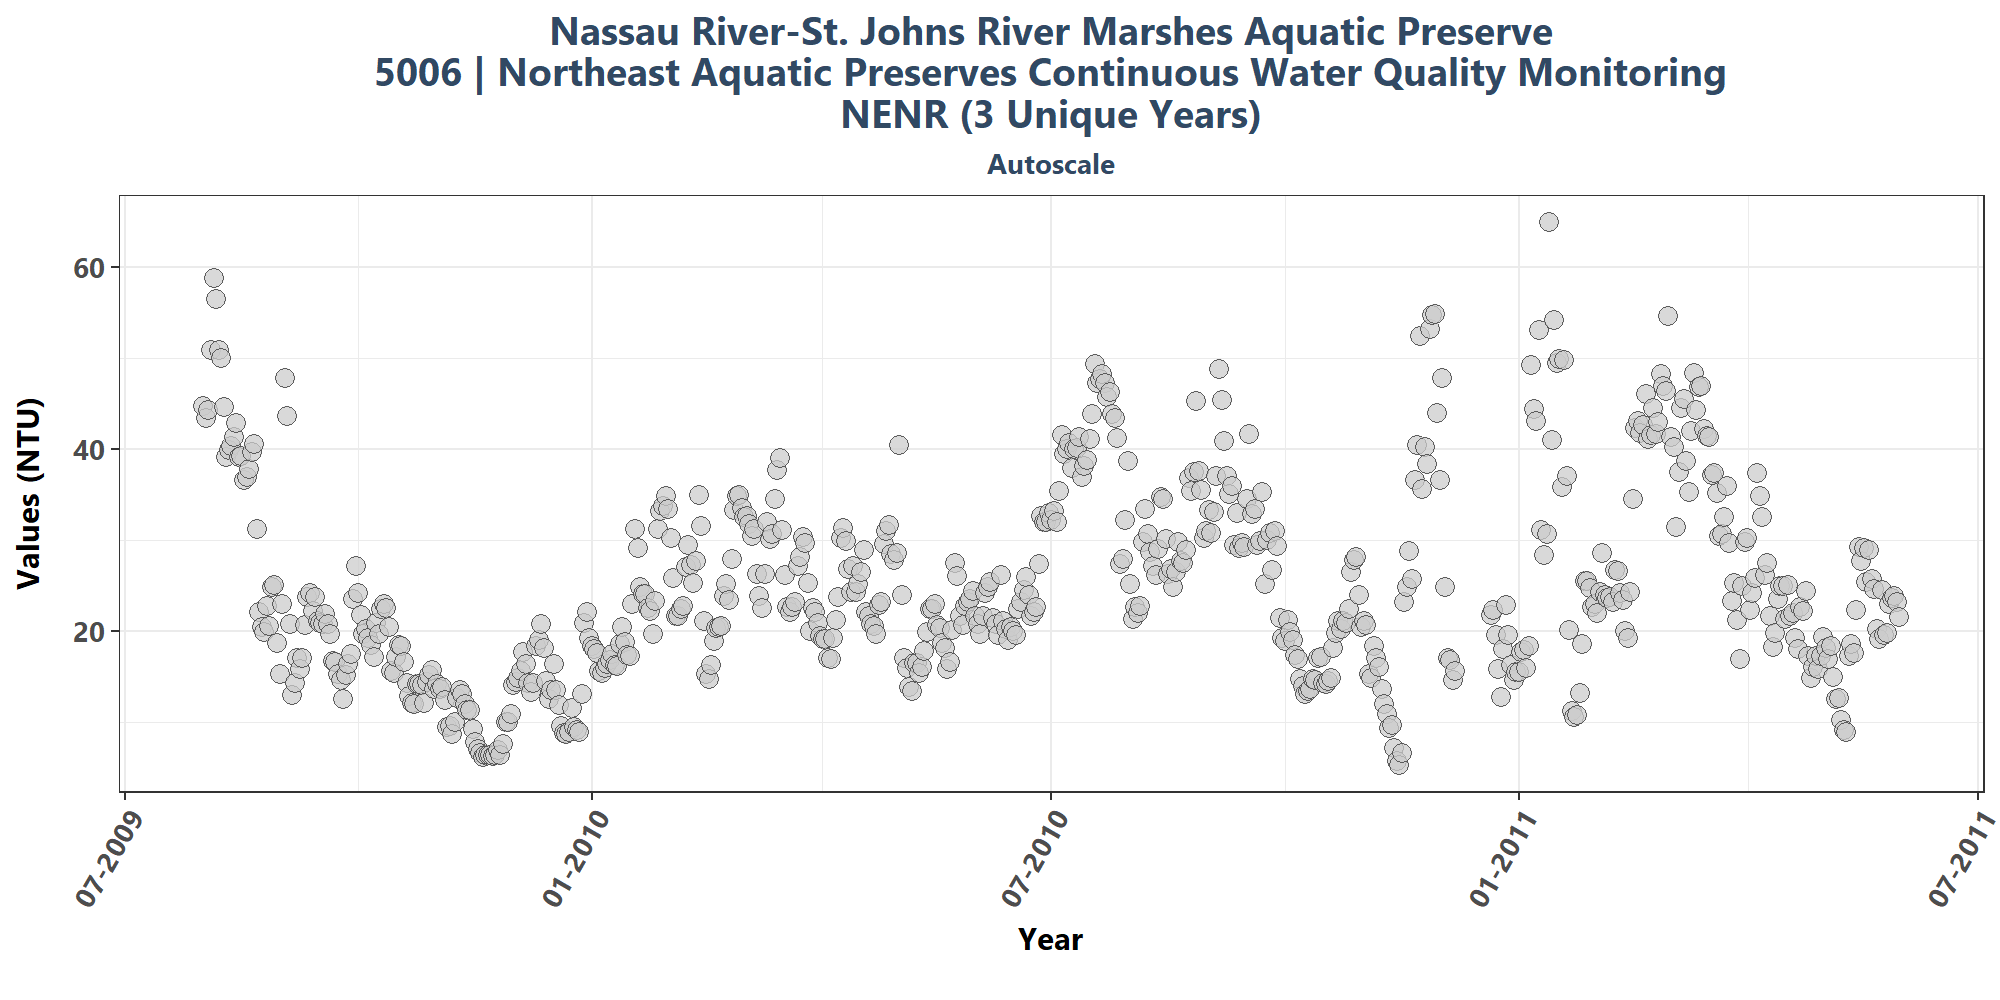 Nassau River-St. Johns River Marshes Aquatic Preserve
5006 | Northeast Aquatic Preserves Continuous Water Quality Monitoring
NENR (3 Unique Years)
Autoscale
Values (NTU)
60
40
20
07-2009
01-2010
07-2010
01-2011
07-2011
Year